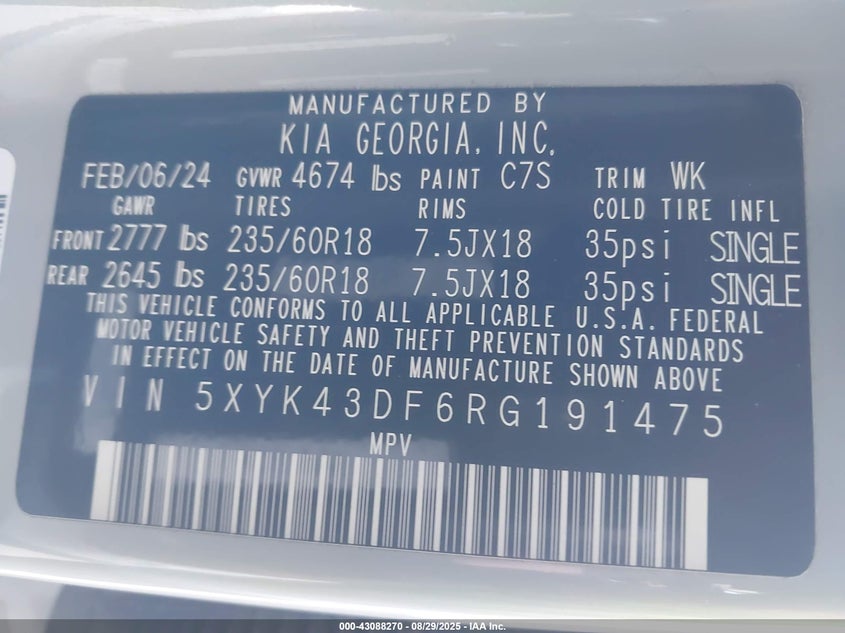 MANUFACTURED BY
KIA GEORGIA, INC.
FEB/06/24 GVWR 4674 lbs PAINT C7S TRIM WK
GAWR TIRES RIMS COLD TIRE INFL
FRONT 2777 lbs 235/60R18 7.5JX18 35psi SINGLE
REAR 2645 lbs 235/60R18 7.5JX18 35psi SINGLE
THIS VEHICLE CONFORMS TO ALL APPLICABLE U.S.A. FEDERAL
MOTOR VEHICLE SAFETY AND THEFT PREVENTION STANDARDS
IN EFFECT ON THE DATE OF MANUFACTURE SHOWN ABOVE
VIN 5XYK43DF6RG191475
MPV
000-43088270 - 08/29/2025 - IAA Inc.